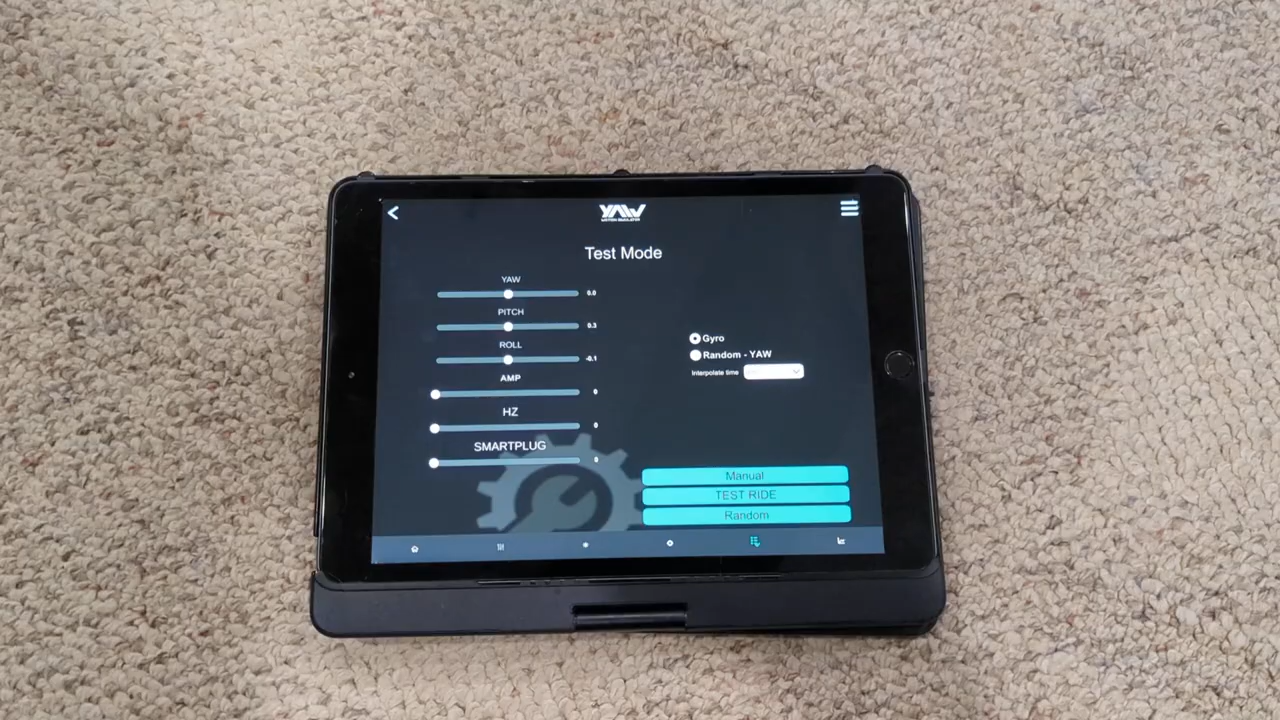 YAW
Test Mode
YAW
0.0
PITCH
0.3
ROLL
-0.1
AMP
0
HZ
0
SMARTPLUG
0
Gyro
Random - YAW
Interpolate time
Manual
TEST RIDE
Random